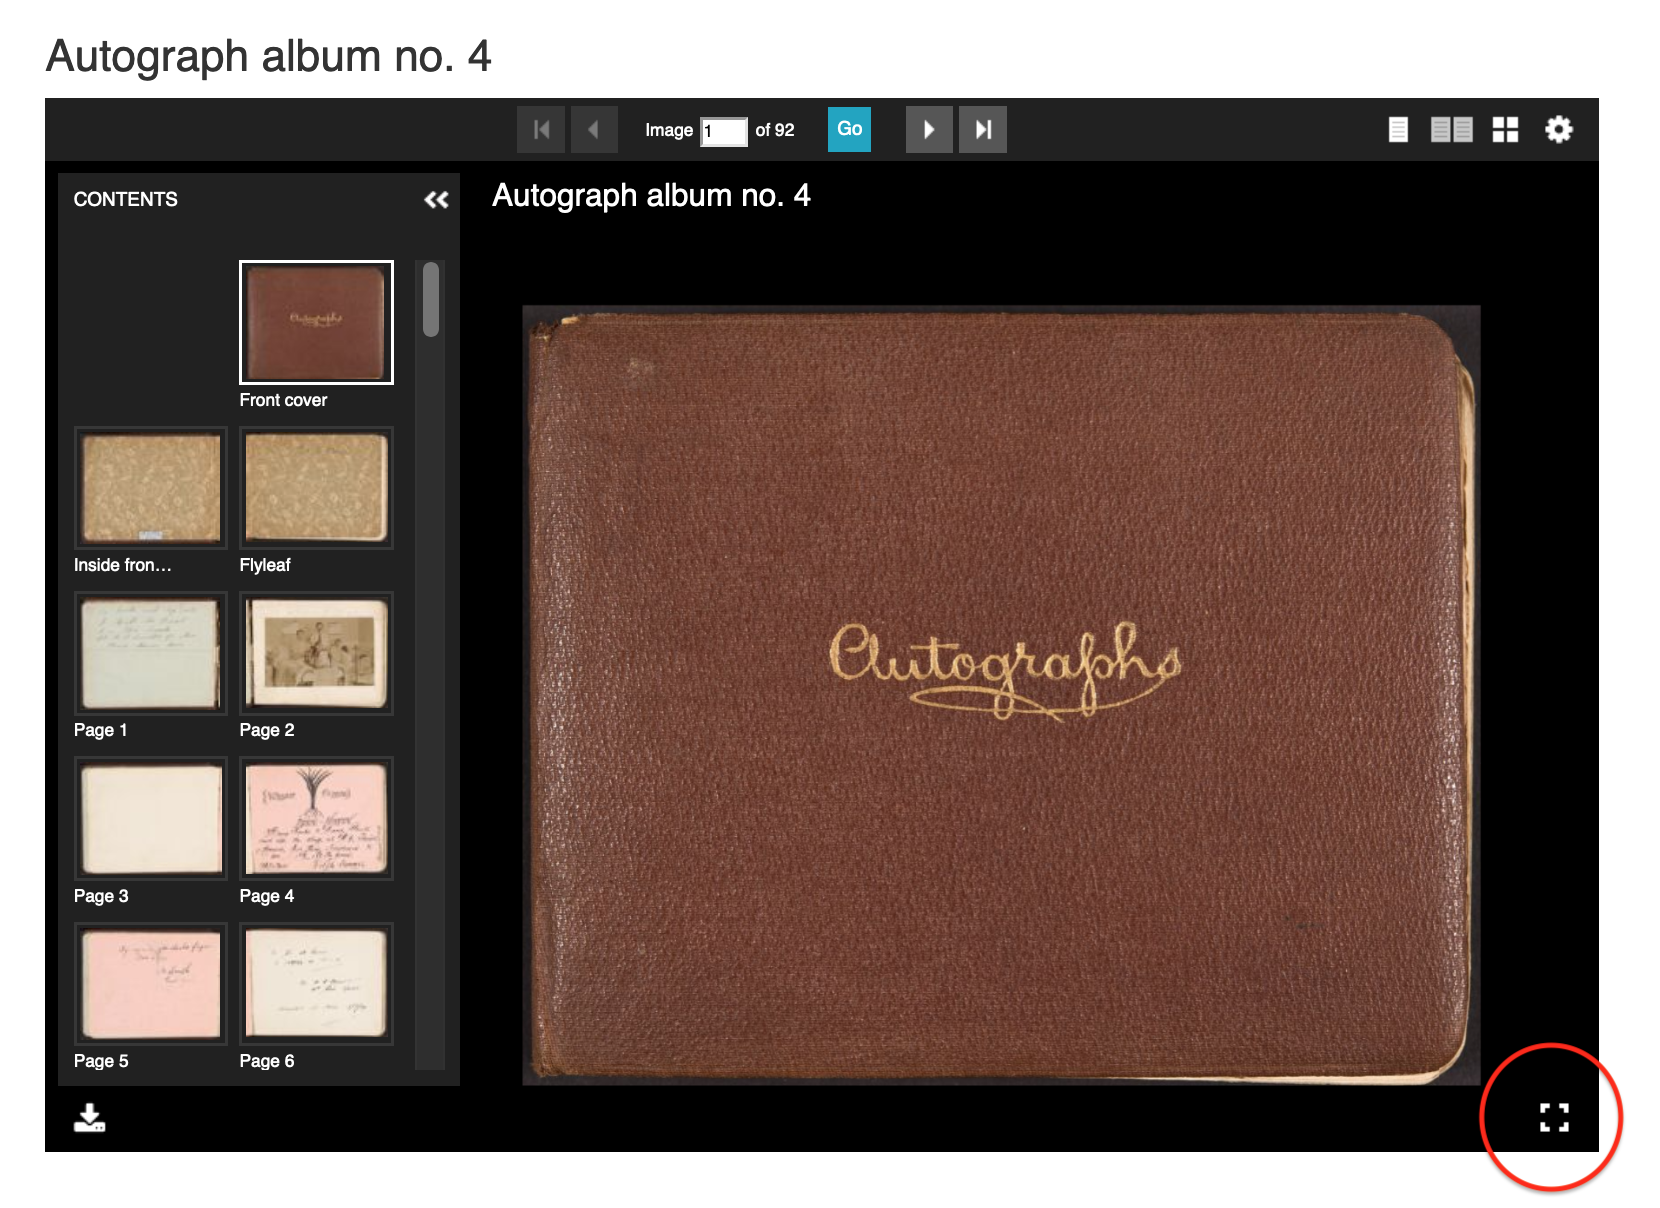 Autograph album no. 4
Image 1 of 92 Go
CONTENTS
Autograph album no. 4
Autographs
Front cover
Autographs
Inside fron…
Flyleaf
Page 1
Page 2
Page 3
Page 4
Page 5
Page 6